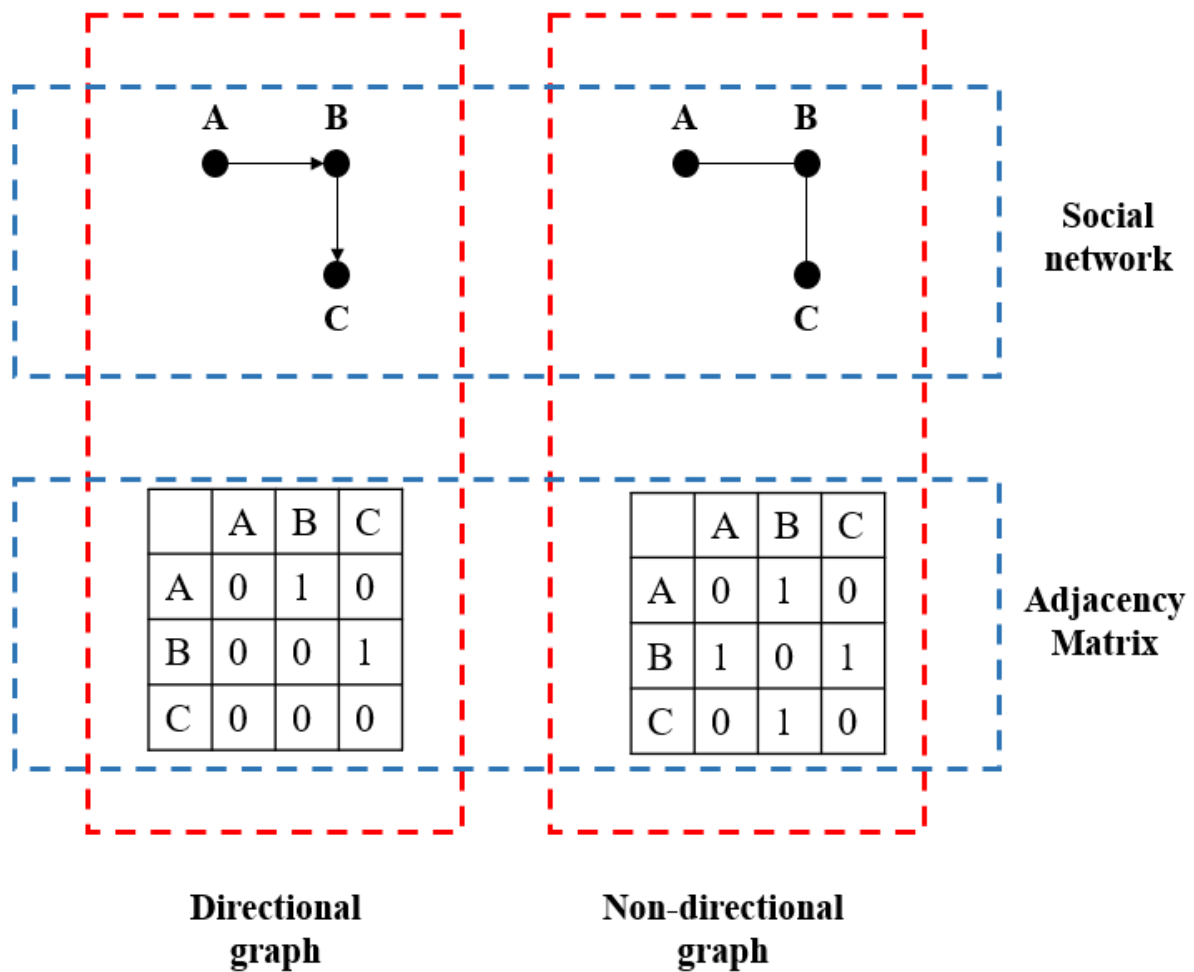 A B
C
A B
C
Social
network
A B C
A 0 1 0
B 0 0 1
C 0 0 0
A B C
A 0 1 0
B 1 0 1
C 0 1 0
Adjacency
Matrix
Directional
graph
Non-directional
graph